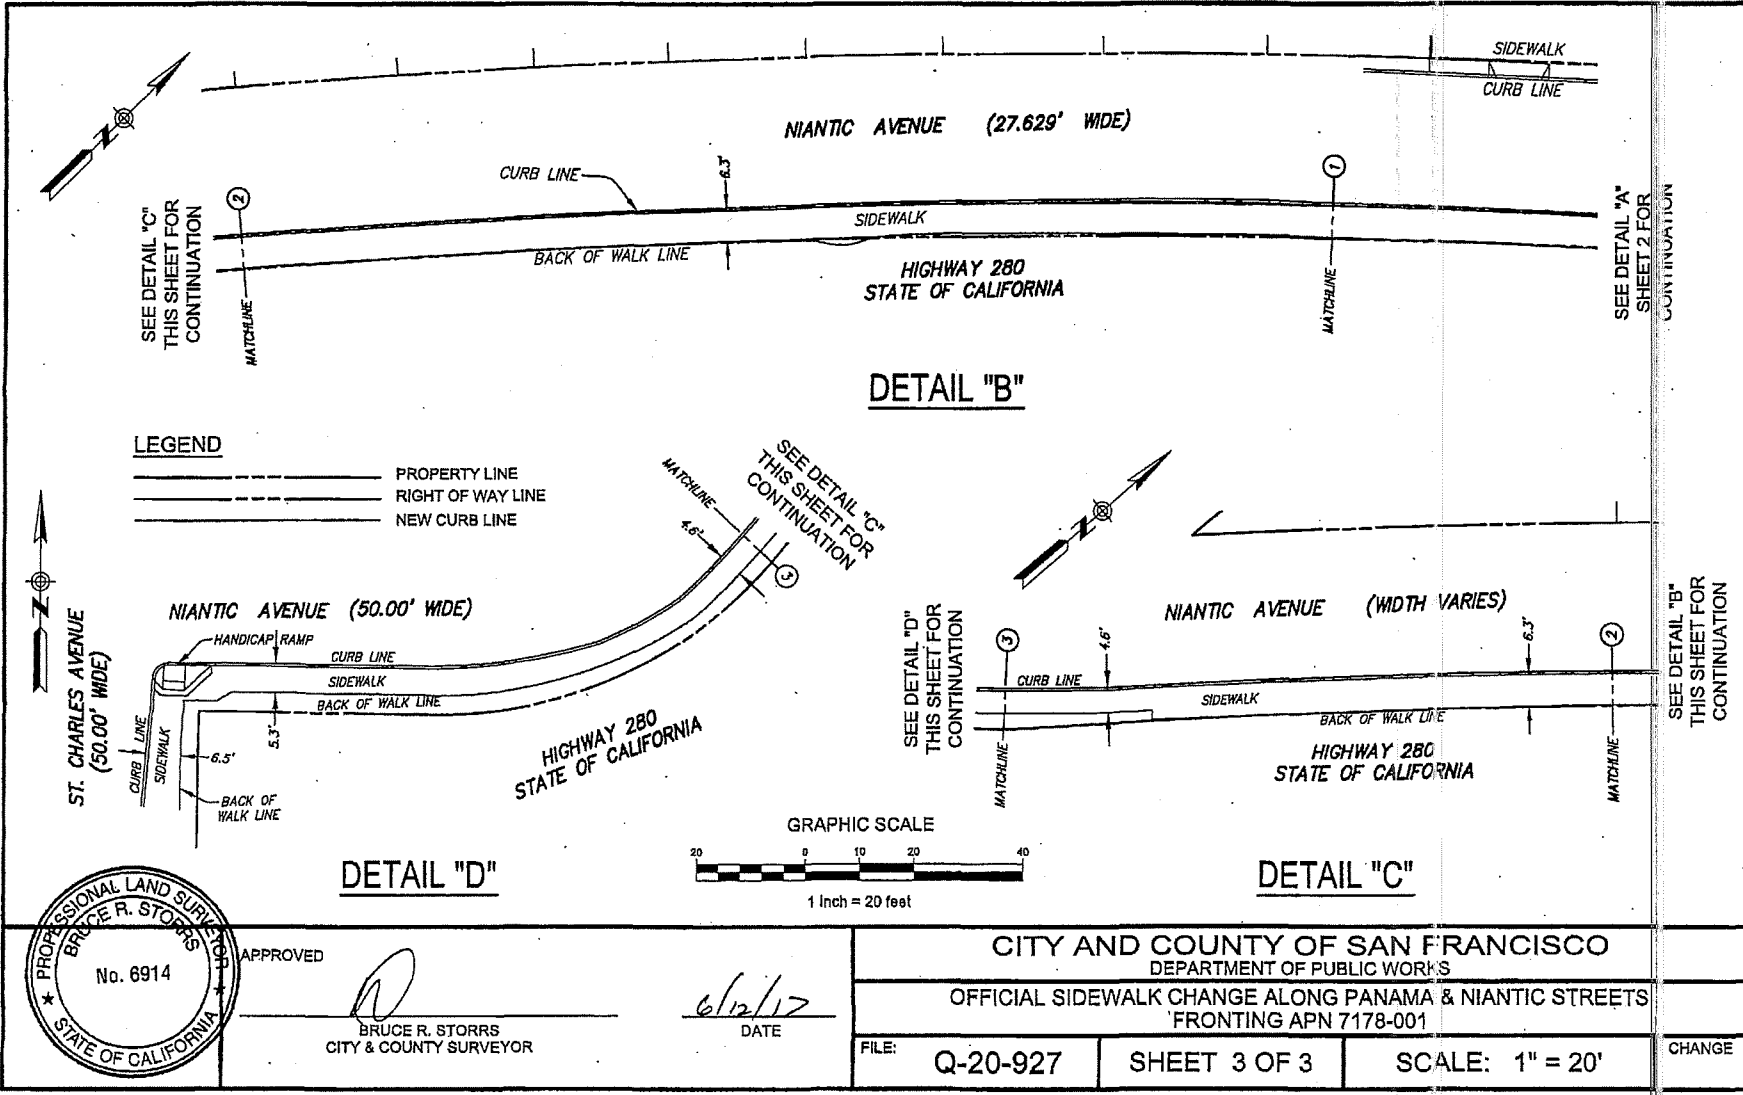 SIDEWALK
CURB LINE
NIANTIC AVENUE (27.629' WIDE)
N
CURB LINE
6.3'
1
2
SIDEWALK
BACK OF WALK LINE
HIGHWAY 280
STATE OF CALIFORNIA
SEE DETAIL "C"
THIS SHEET FOR
CONTINUATION
MATCHLINE
MATCHLINE
SEE DETAIL "A"
SHEET 2 FOR
CONTINUATION
DETAIL "B"
LEGEND
PROPERTY LINE
RIGHT OF WAY LINE
NEW CURB LINE
MATCHLINE
SEE DETAIL "C"
THIS SHEET FOR
CONTINUATION
4.6'
3
N
NIANTIC AVENUE (50.00' WIDE)
HANDICAP RAMP
CURB LINE
SIDEWALK
BACK OF WALK LINE
ST. CHARLES AVENUE
(50.00' WIDE)
CURB LINE
SIDEWALK
6.5'
5.3'
BACK OF
WALK LINE
HIGHWAY 280
STATE OF CALIFORNIA
DETAIL "D"
N
NIANTIC AVENUE (WIDTH VARIES)
SEE DETAIL "D"
THIS SHEET FOR
CONTINUATION
3
4.6'
6.3'
2
CURB LINE
SIDEWALK
BACK OF WALK LINE
HIGHWAY 280
STATE OF CALIFORNIA
MATCHLINE
MATCHLINE
SEE DETAIL "B"
THIS SHEET FOR
CONTINUATION
DETAIL "C"
GRAPHIC SCALE
20 0 10 20 40
1 Inch = 20 feet
PROFESSIONAL LAND SURVEYOR
BRUCE R. STORRS
No. 6914
STATE OF CALIFORNIA
APPROVED
6/12/17
BRUCE R. STORRS
CITY & COUNTY SURVEYOR
DATE
CITY AND COUNTY OF SAN FRANCISCO
DEPARTMENT OF PUBLIC WORKS
OFFICIAL SIDEWALK CHANGE ALONG PANAMA & NIANTIC STREETS
FRONTING APN 7178-001
FILE: Q-20-927
SHEET 3 OF 3
SCALE: 1" = 20'
CHANGE